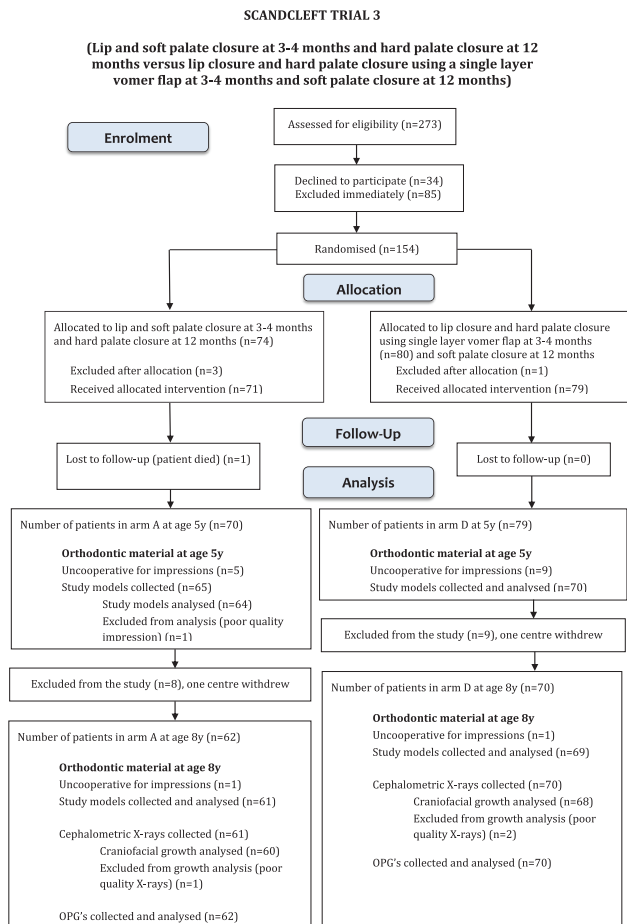 SCANDCLEFT TRIAL 3
(Lip and soft palate closure at 3-4 months and hard palate closure at 12
months versus lip closure and hard palate closure using a single layer
vomer flap at 3-4 months and soft palate closure at 12 months)
Enrolment
Assessed for eligibility (n=273)
Declined to participate (n=34)
Excluded immediately (n=85)
Randomised (n=154)
Allocation
Allocated to lip and soft palate closure at 3-4 months
and hard palate closure at 12 months (n=74)
Excluded after allocation (n=3)
Received allocated intervention (n=71)
Allocated to lip closure and hard palate closure
using single layer vomer flap at 3-4 months
(n=80) and soft palate closure at 12 months
Excluded after allocation (n=1)
Received allocated intervention (n=79)
Follow-Up
Lost to follow-up (patient died) (n=1)
Lost to follow-up (n=0)
Analysis
Number of patients in arm A at age 5y (n=70)
Orthodontic material at age 5y
Uncooperative for impressions (n=5)
Study models collected (n=65)
Study models analysed (n=64)
Excluded from analysis (poor quality
impression) (n=1)
Number of patients in arm D at 5y (n=79)
Orthodontic material at age 5y
Uncooperative for impressions (n=9)
Study models collected and analysed (n=70)
Excluded from the study (n=8), one centre withdrew
Excluded from the study (n=9), one centre withdrew
Number of patients in arm A at age 8y (n=62)
Orthodontic material at age 8y
Uncooperative for impressions (n=1)
Study models collected and analysed (n=61)
Cephalometric X-rays collected (n=61)
Craniofacial growth analysed (n=60)
Excluded from growth analysis (poor
quality X-rays) (n=1)
OPG's collected and analysed (n=62)
Number of patients in arm D at age 8y (n=70)
Orthodontic material at age 8y
Uncooperative for impressions (n=1)
Study models collected and analysed (n=69)
Cephalometric X-rays collected (n=70)
Craniofacial growth analysed (n=68)
Excluded from growth analysis (poor
quality X-rays) (n=2)
OPG's collected and analysed (n=70)